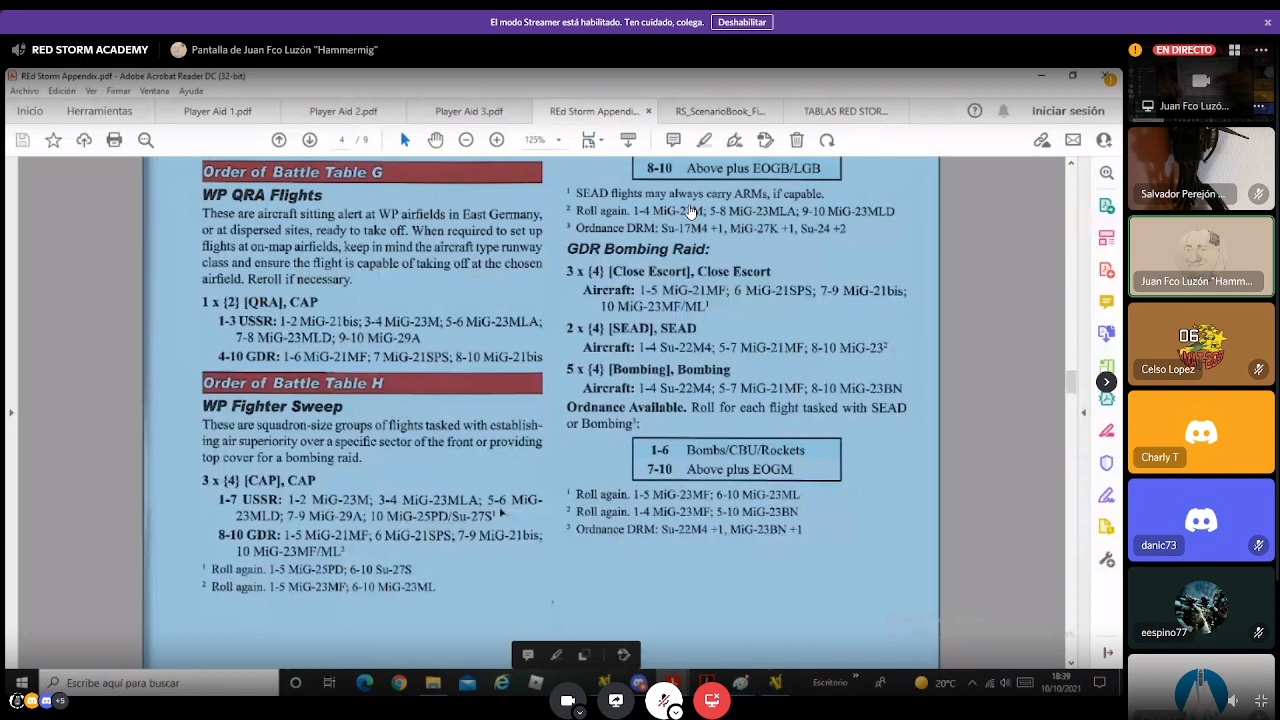 El modo Streamer está habilitado. Ten cuidado, colega. Deshabilitar
RED STORM ACADEMY
Pantalla de Juan Fco Luzón "Hammermig"
EN DIRECTO
REd Storm Appendix.pdf - Adobe Acrobat Reader DC (32-bit)
Archivo Edición Ver Firmar Ventana Ayuda
Inicio Herramientas Player Aid 1.pdf Player Aid 2.pdf Player Aid 3.pdf REd Storm Appendi... RS_ScenarioBook_Fi... TABLAS RED STOR... Iniciar sesión
4 / 9 125%
Order of Battle Table G
WP QRA Flights
These are aircraft sitting alert at WP airfields in East Germany,
or at dispersed sites, ready to take off. When required to set up
flights at on-map airfields, keep in mind the aircraft type runway
class and ensure the flight is capable of taking off at the chosen
airfield. Reroll if necessary.
1 x {2} [QRA], CAP
1-3 USSR: 1-2 MiG-21bis; 3-4 MiG-23M; 5-6 MiG-23MLA;
7-8 MiG-23MLD; 9-10 MiG-29A
4-10 GDR: 1-6 MiG-21MF; 7 MiG-21SPS; 8-10 MiG-21bis
Order of Battle Table H
WP Fighter Sweep
These are squadron-size groups of flights tasked with establish-
ing air superiority over a specific sector of the front or providing
top cover for a bombing raid.
3 x {4} [CAP], CAP
1-7 USSR: 1-2 MiG-23M; 3-4 MiG-23MLA; 5-6 MiG-
23MLD; 7-9 MiG-29A; 10 MiG-25PD/Su-27S¹
8-10 GDR: 1-5 MiG-21MF; 6 MiG-21SPS; 7-9 MiG-21bis;
10 MiG-23MF/ML³
¹ Roll again. 1-5 MiG-25PD; 6-10 Su-27S
² Roll again. 1-5 MiG-23MF; 6-10 MiG-23ML
8-10 Above plus EOGB/LGB
¹ SEAD flights may always carry ARMs, if capable.
² Roll again. 1-4 MiG-23M; 5-8 MiG-23MLA; 9-10 MiG-23MLD
³ Ordnance DRM: Su-17M4 +1, MiG-27K +1, Su-24 +2
GDR Bombing Raid:
3 x {4} [Close Escort], Close Escort
Aircraft: 1-5 MiG-21MF; 6 MiG-21SPS; 7-9 MiG-21bis;
10 MiG-23MF/ML¹
2 x {4} [SEAD], SEAD
Aircraft: 1-4 Su-22M4; 5-7 MiG-21MF; 8-10 MiG-23²
5 x {4} [Bombing], Bombing
Aircraft: 1-4 Su-22M4; 5-7 MiG-21MF; 8-10 MiG-23BN
Ordnance Available. Roll for each flight tasked with SEAD
or Bombing³:
1-6 Bombs/CBU/Rockets
7-10 Above plus EOGM
¹ Roll again. 1-5 MiG-23MF; 6-10 MiG-23ML
² Roll again. 1-4 MiG-23MF; 5-10 MiG-23BN
³ Ordnance DRM: Su-22M4 +1, MiG-23BN +1
Juan Fco Luzó...
Salvador Perejón ...
Juan Fco Luzón "Hamm...
06
Celso Lopez
Charly T
danic73
eespino77
Escribe aquí para buscar
Escritorio
20°C
18:39
10/10/2021
+5